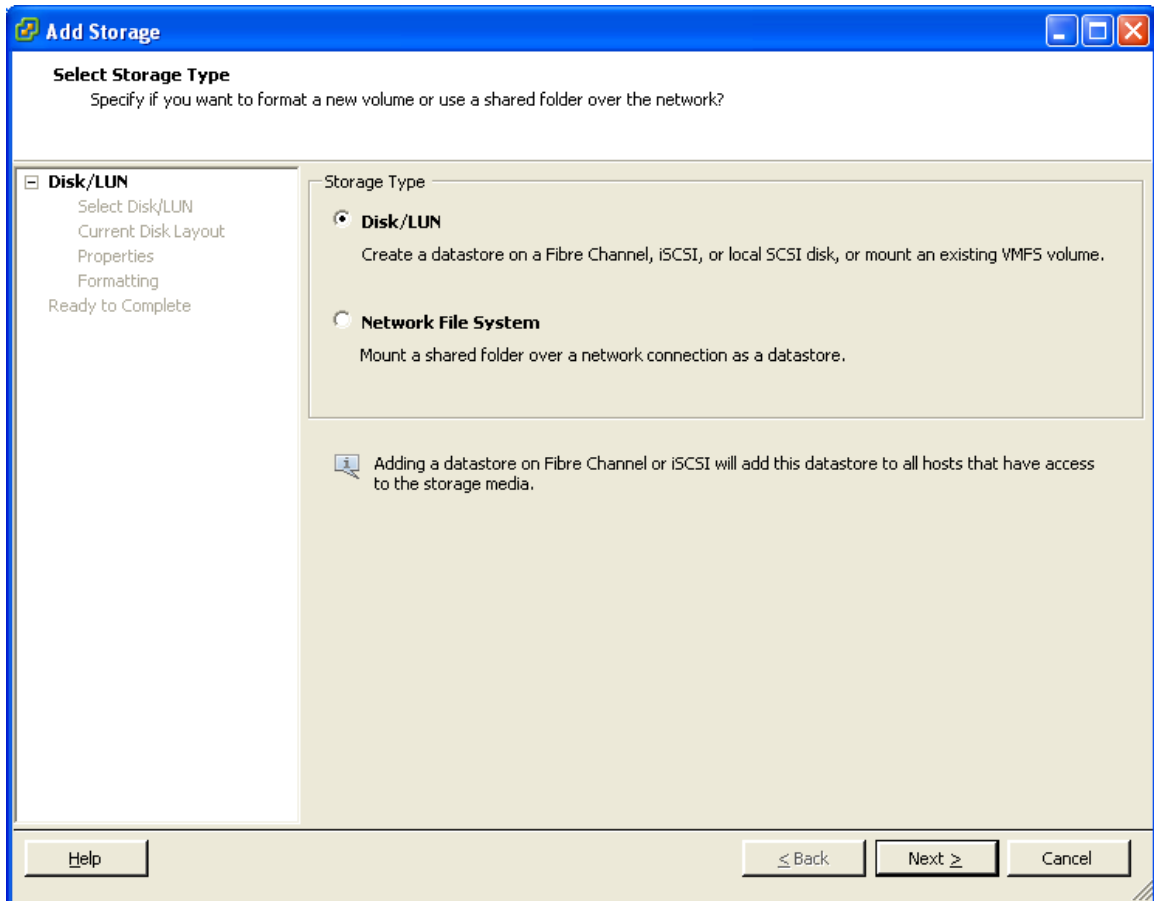 Add Storage
Select Storage Type
Specify if you want to format a new volume or use a shared folder over the network?
Disk/LUN
Select Disk/LUN
Current Disk Layout
Properties
Formatting
Ready to Complete
Storage Type
Disk/LUN
Create a datastore on a Fibre Channel, iSCSI, or local SCSI disk, or mount an existing VMFS volume.
Network File System
Mount a shared folder over a network connection as a datastore.
Adding a datastore on Fibre Channel or iSCSI will add this datastore to all hosts that have access
to the storage media.
Help
< Back
Next >
Cancel